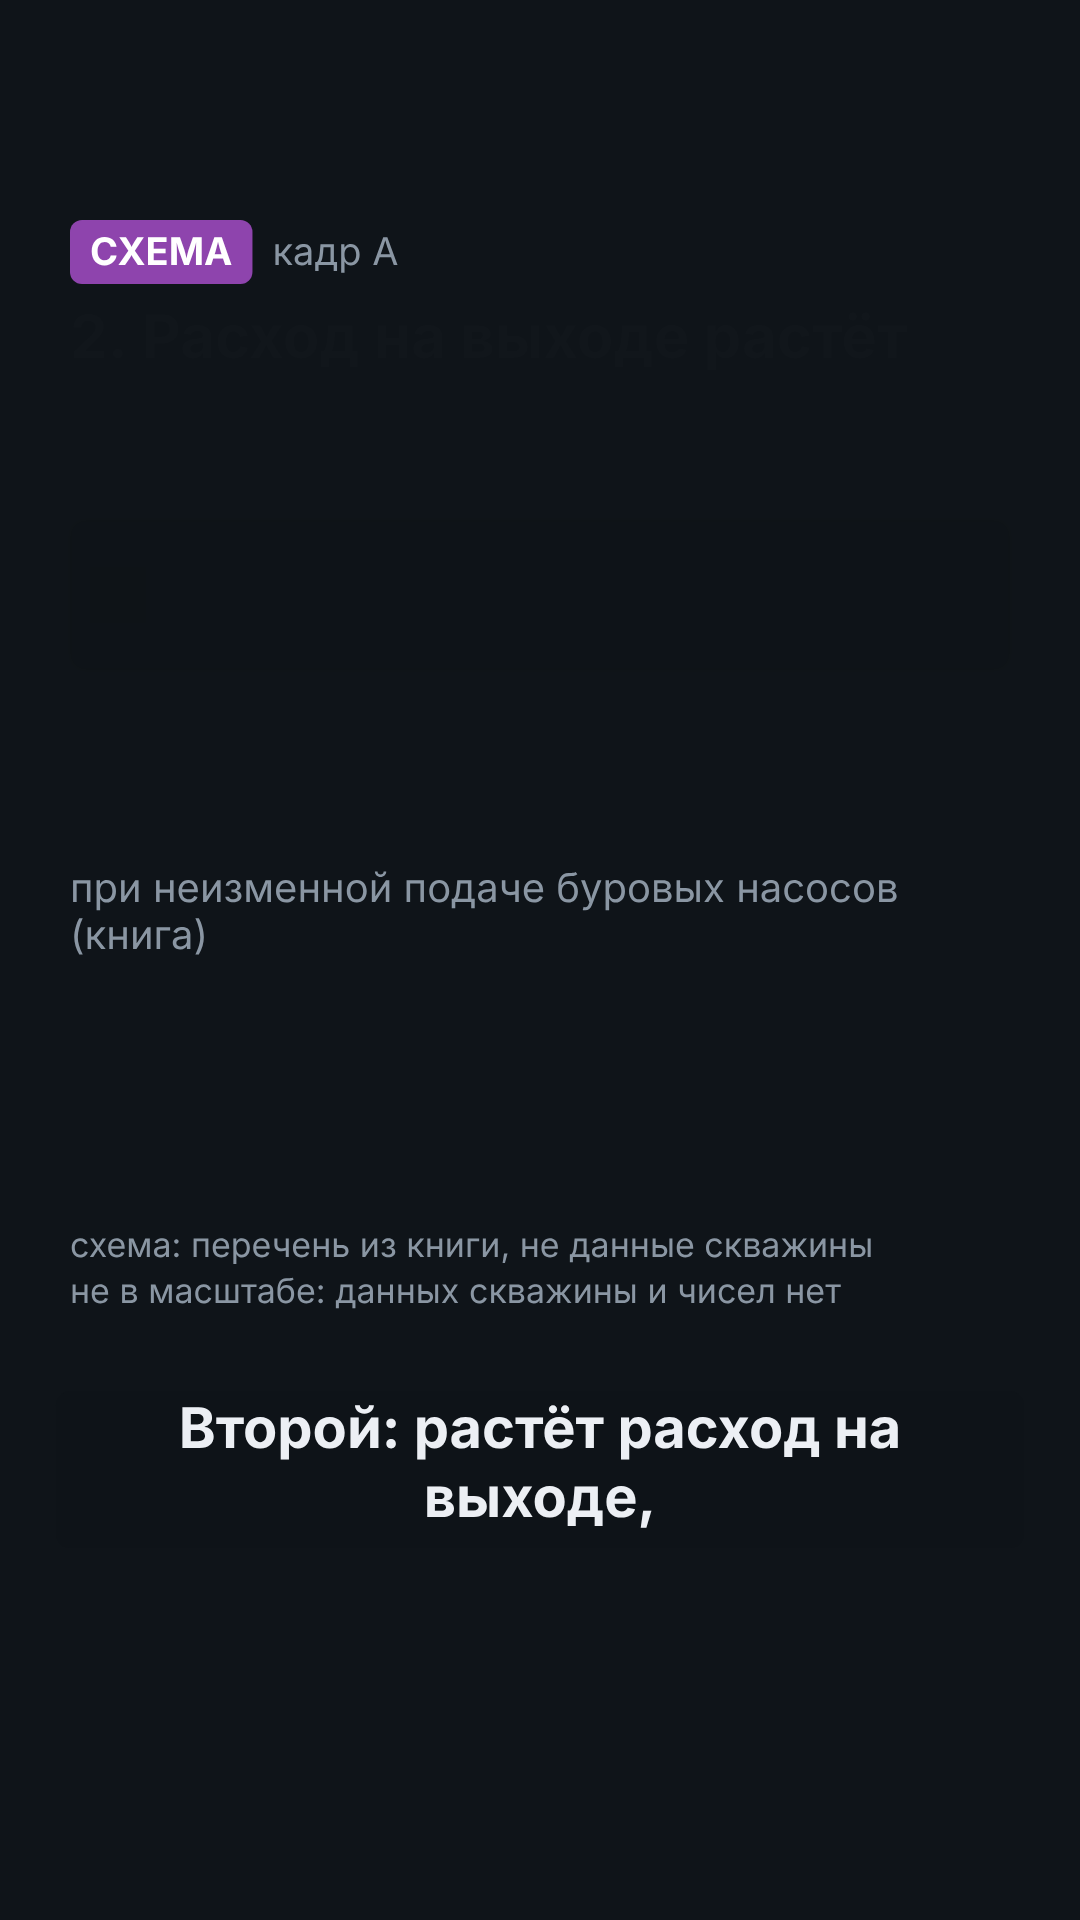 СХЕМА кадр А
2. Расход на выходе растёт
при неизменной подаче буровых насосов
(книга)
схема: перечень из книги, не данные скважины
не в масштабе: данных скважины и чисел нет
Второй: растёт расход на
выходе,